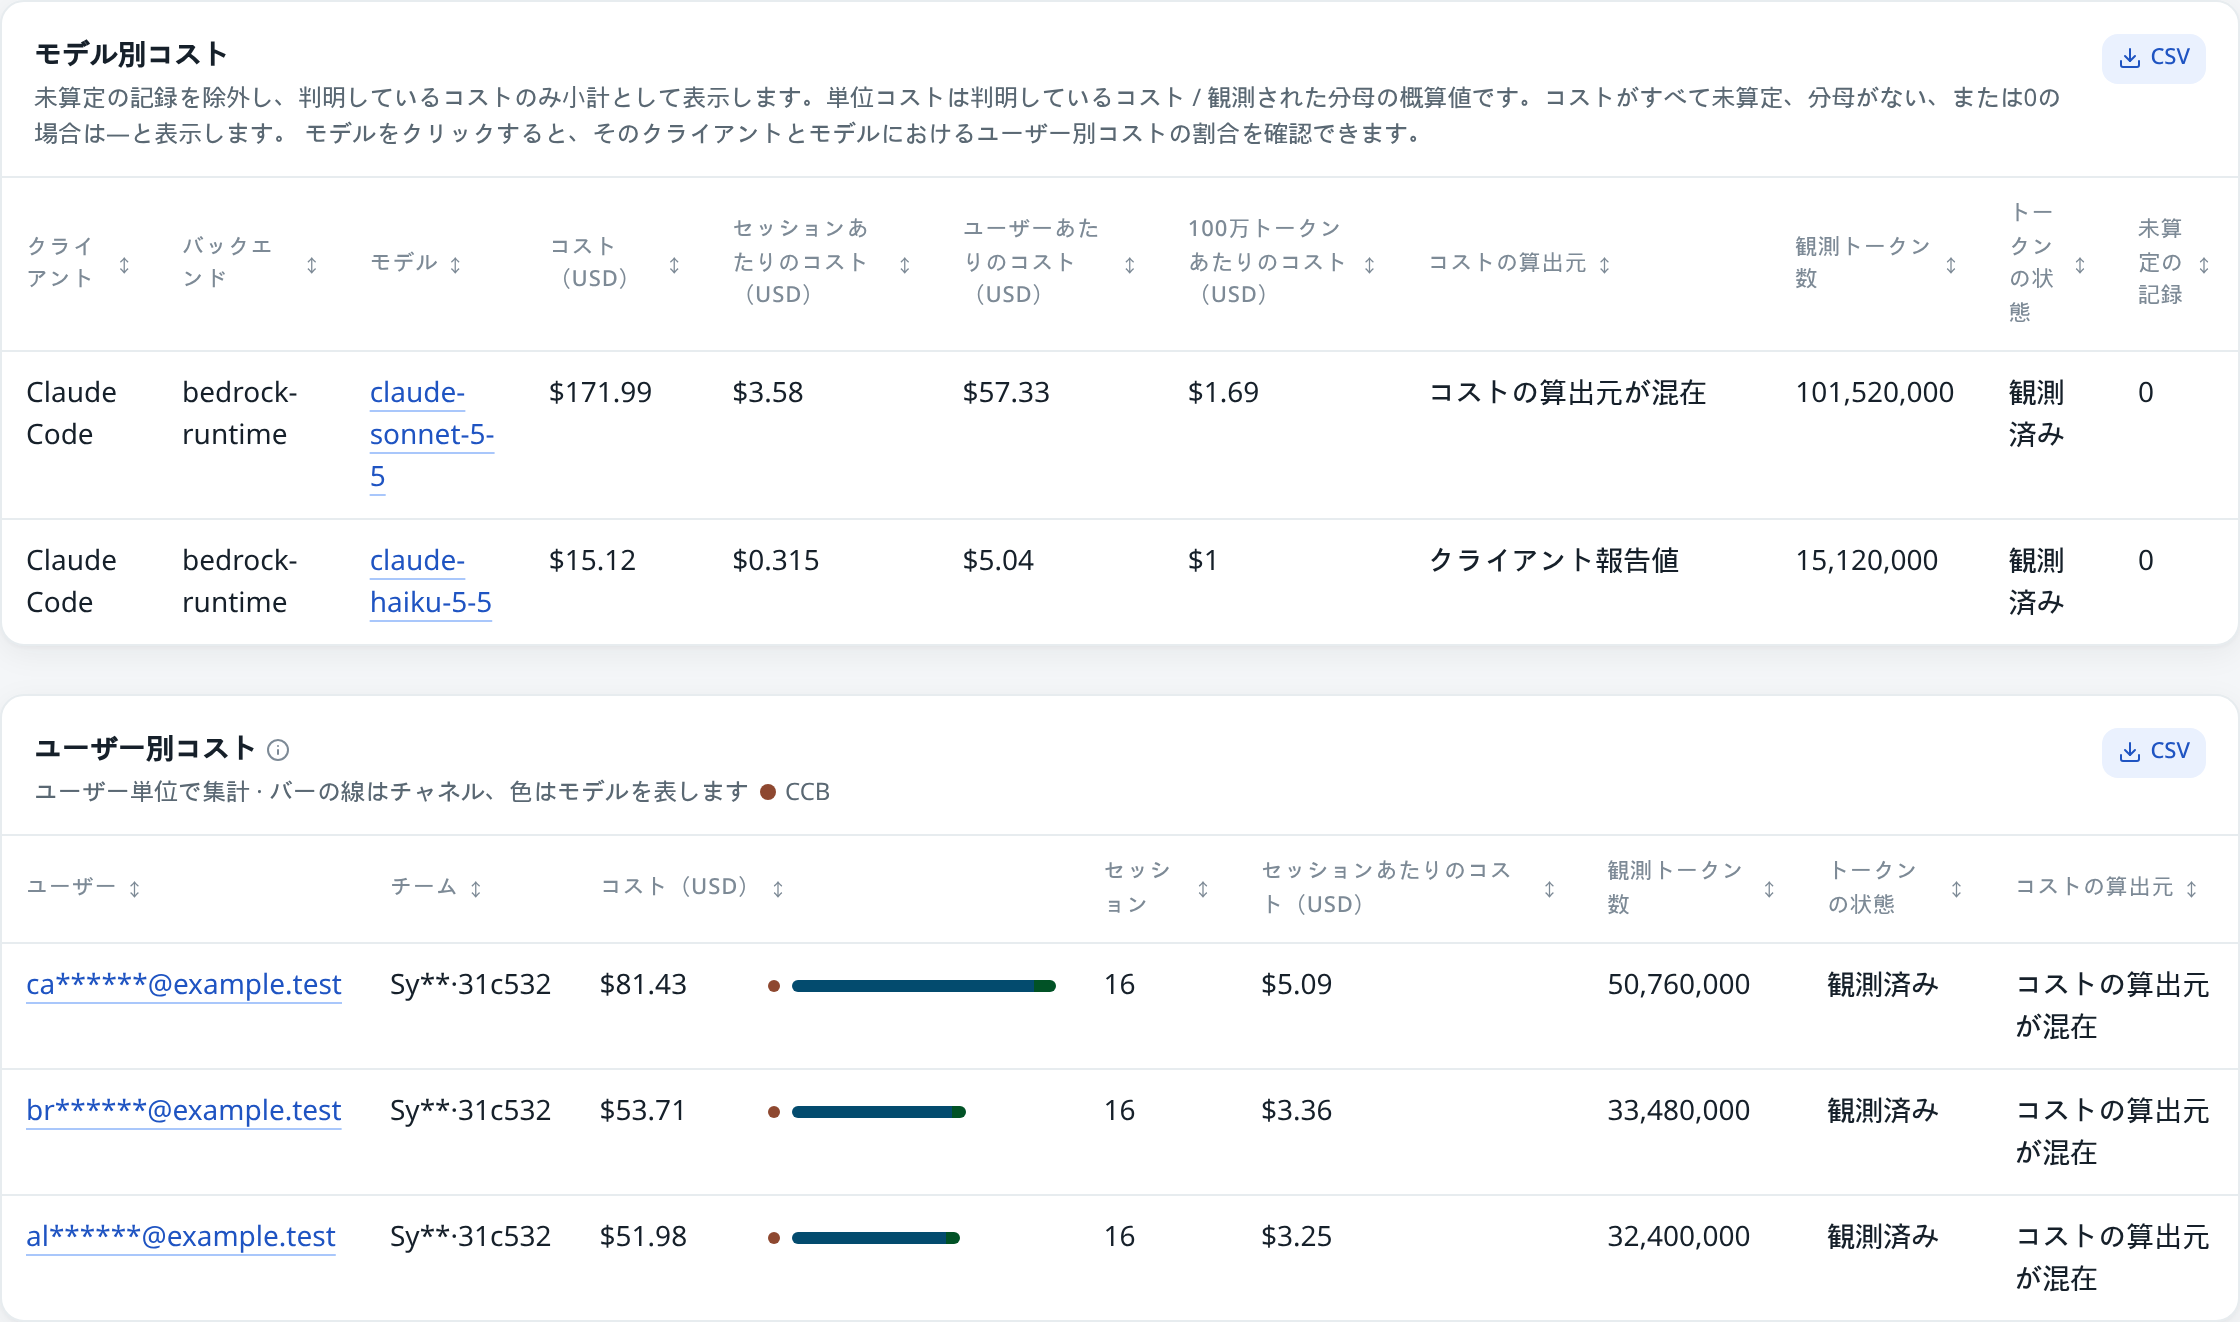 モデル別コスト
CSV
未算定の記録を除外し、判明しているコストのみ小計として表示します。単位コストは判明しているコスト / 観測された分母の概算値です。コストがすべて未算定、分母がない、または0の
場合は—と表示します。 モデルをクリックすると、そのクライアントとモデルにおけるユーザー別コストの割合を確認できます。
クライ
アント
バックエ
ンド
モデル
コスト
（USD）
セッションあ
たりのコスト
（USD）
ユーザーあた
りのコスト
（USD）
100万トークン
あたりのコスト
（USD）
コストの算出元
観測トークン
数
トー
クン
の状
態
未算
定の
記録
Claude
Code
bedrock-
runtime
claude-
sonnet-5-
5
$171.99
$3.58
$57.33
$1.69
コストの算出元が混在
101,520,000
観測
済み
0
Claude
Code
bedrock-
runtime
claude-
haiku-5-5
$15.12
$0.315
$5.04
$1
クライアント報告値
15,120,000
観測
済み
0
ユーザー別コスト
CSV
ユーザー単位で集計 · バーの線はチャネル、色はモデルを表します CCB
ユーザー
チーム
コスト（USD）
セッシ
ョン
セッションあたりのコス
ト（USD）
観測トークン
数
トークン
の状態
コストの算出元
ca******@example.test
Sy**·31c532
$81.43
16
$5.09
50,760,000
観測済み
コストの算出元
が混在
br******@example.test
Sy**·31c532
$53.71
16
$3.36
33,480,000
観測済み
コストの算出元
が混在
al******@example.test
Sy**·31c532
$51.98
16
$3.25
32,400,000
観測済み
コストの算出元
が混在